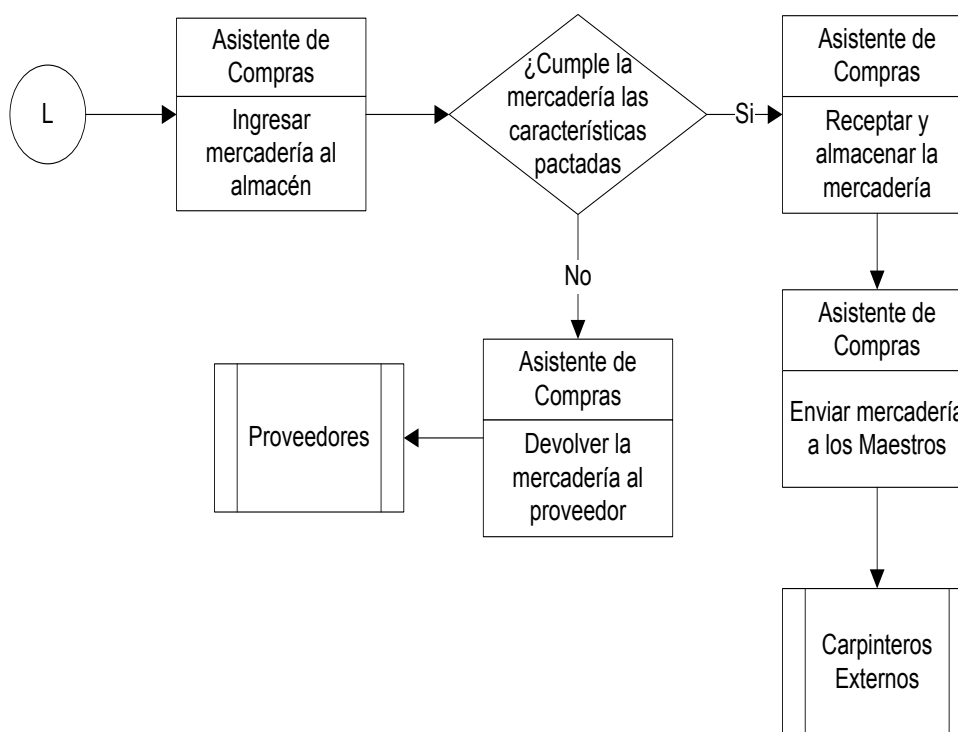 L
Asistente de
Compras
Ingresar
mercadería al
almacén
¿Cumple la
mercadería las
características
pactadas
Si
Asistente de
Compras
Receptar y
almacenar la
mercadería
No
Asistente de
Compras
Devolver la
mercadería al
proveedor
Proveedores
Asistente de
Compras
Enviar mercadería
a los Maestros
Carpinteros
Externos